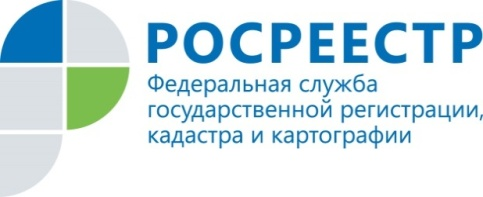 РОСРЕЕСТР
Федеральная служба
государственной регистрации,
кадастра и картографии